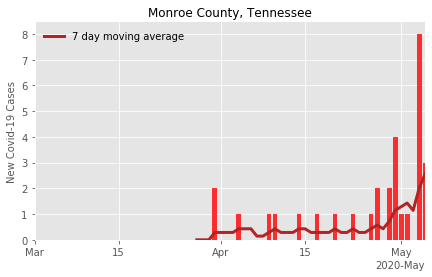 Monroe County, Tennessee
7 day moving average
New Covid-19 Cases
8
7
6
5
4
3
2
1
0
Mar 15 Apr 15 May
2020-May